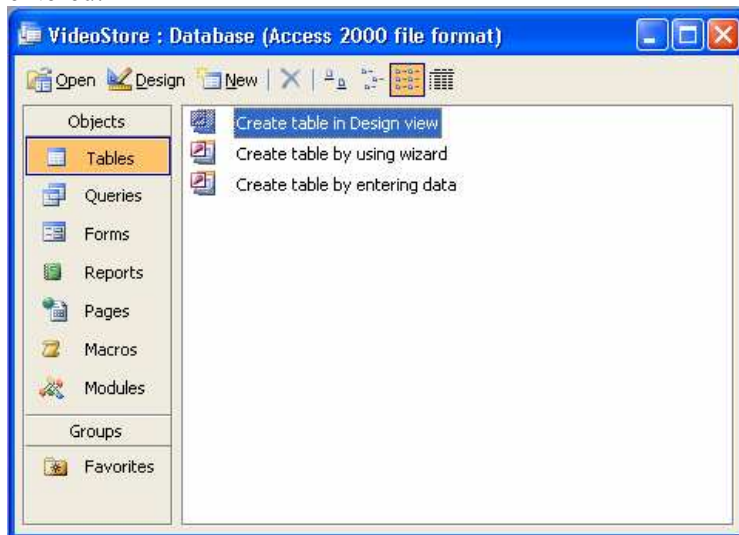 VideoStore : Database (Access 2000 file format)
Open Design New
Objects
Tables
Queries
Forms
Reports
Pages
Macros
Modules
Groups
Favorites
Create table in Design view
Create table by using wizard
Create table by entering data